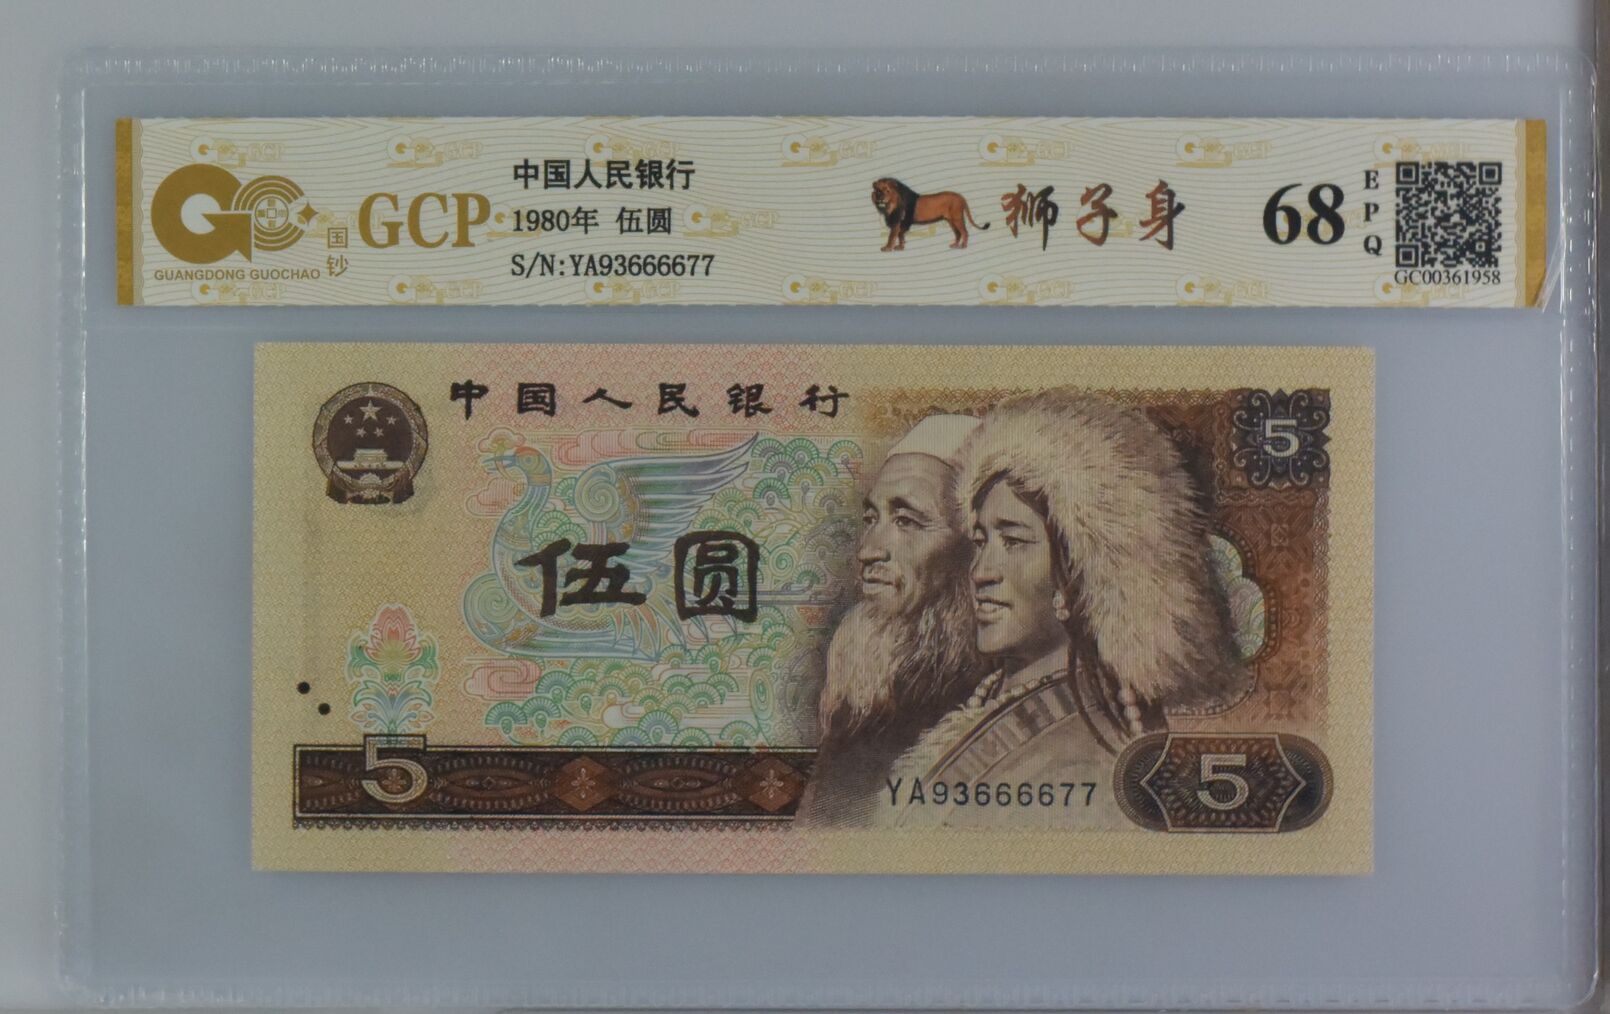 GCP
国钞
GUANGDONG GUOCHAO
中国人民银行
1980年 伍圆
S/N:YA93666677
狮子身
68
EPQ
GC00361958
中国人民银行
5
伍圆
5
YA93666677
5